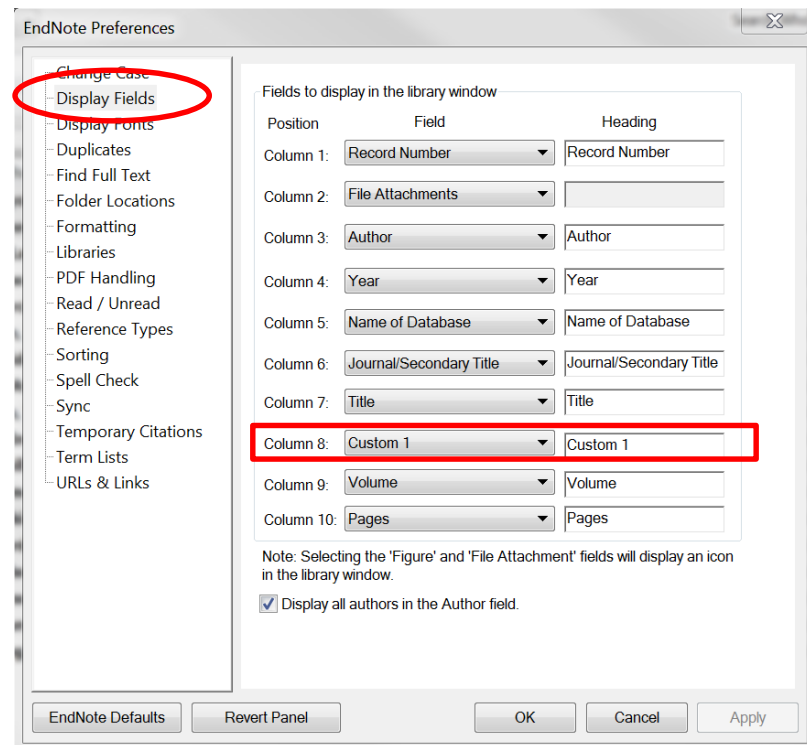 EndNote Preferences
Change Case
Display Fields
Display Fonts
Duplicates
Find Full Text
Folder Locations
Formatting
Libraries
PDF Handling
Read / Unread
Reference Types
Sorting
Spell Check
Sync
Temporary Citations
Term Lists
URLs & Links
Fields to display in the library window
Position Field Heading
Column 1: Record Number Record Number
Column 2: File Attachments
Column 3: Author Author
Column 4: Year Year
Column 5: Name of Database Name of Database
Column 6: Journal/Secondary Title Journal/Secondary Title
Column 7: Title Title
Column 8: Custom 1 Custom 1
Column 9: Volume Volume
Column 10: Pages Pages
Note: Selecting the 'Figure' and 'File Attachment' fields will display an icon
in the library window.
Display all authors in the Author field.
EndNote Defaults Revert Panel OK Cancel Apply